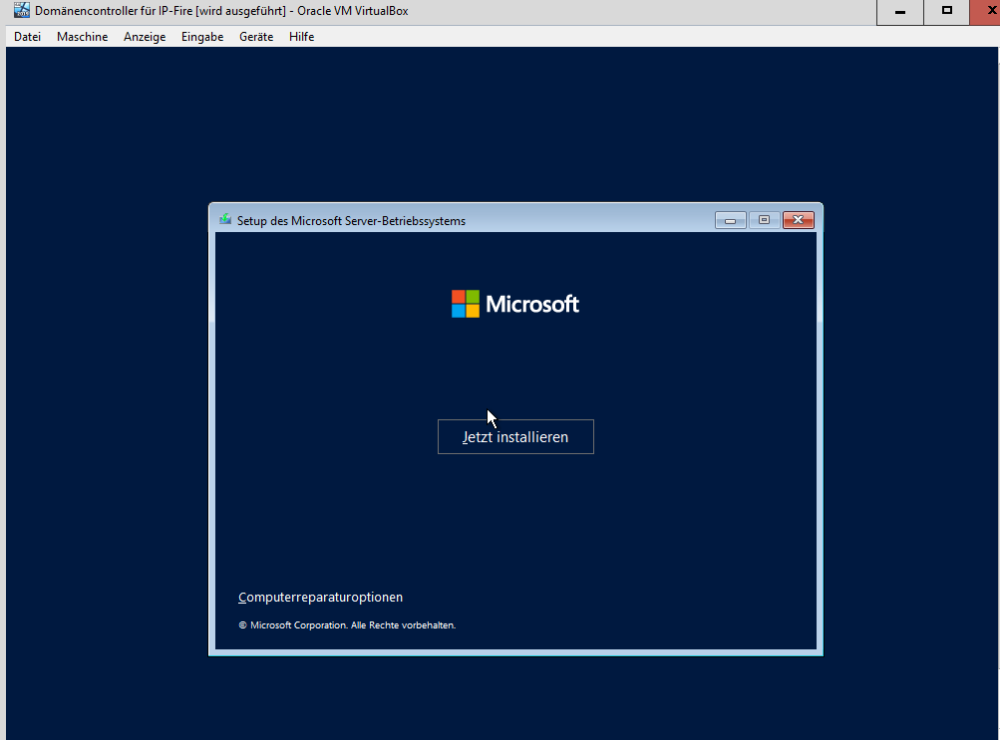 Domänencontroller für IP-Fire [wird ausgeführt] - Oracle VM VirtualBox
Datei Maschine Anzeige Eingabe Geräte Hilfe
Setup des Microsoft Server-Betriebssystems
Microsoft
Jetzt installieren
Computerreparaturoptionen
© Microsoft Corporation. Alle Rechte vorbehalten.